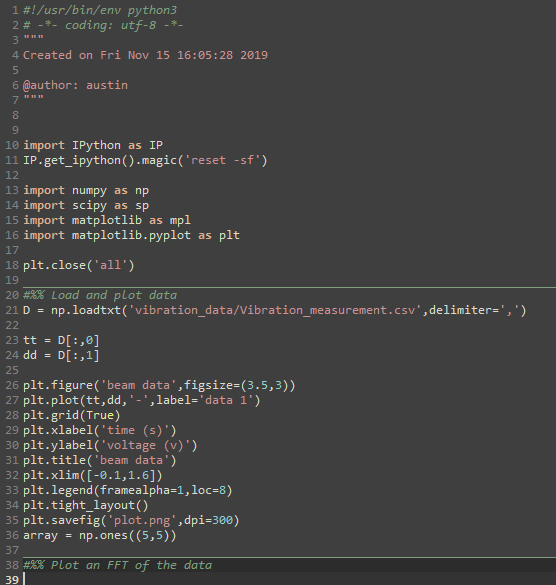 1 #!/usr/bin/env python3
2 # -*- coding: utf-8 -*-
3 """
4 Created on Fri Nov 15 16:05:28 2019
5
6 @author: austin
7 """
8
9
10 import IPython as IP
11 IP.get_ipython().magic('reset -sf')
12
13 import numpy as np
14 import scipy as sp
15 import matplotlib as mpl
16 import matplotlib.pyplot as plt
17
18 plt.close('all')
19
20 #%% Load and plot data
21 D = np.loadtxt('vibration_data/Vibration_measurement.csv',delimiter=',')
22
23 tt = D[:,0]
24 dd = D[:,1]
25
26 plt.figure('beam data',figsize=(3.5,3))
27 plt.plot(tt,dd,'-',label='data 1')
28 plt.grid(True)
29 plt.xlabel('time (s)')
30 plt.ylabel('voltage (v)')
31 plt.title('beam data')
32 plt.xlim([-0.1,1.6])
33 plt.legend(framealpha=1,loc=8)
34 plt.tight_layout()
35 plt.savefig('plot.png',dpi=300)
36 array = np.ones((5,5))
37
38 #%% Plot an FFT of the data
39